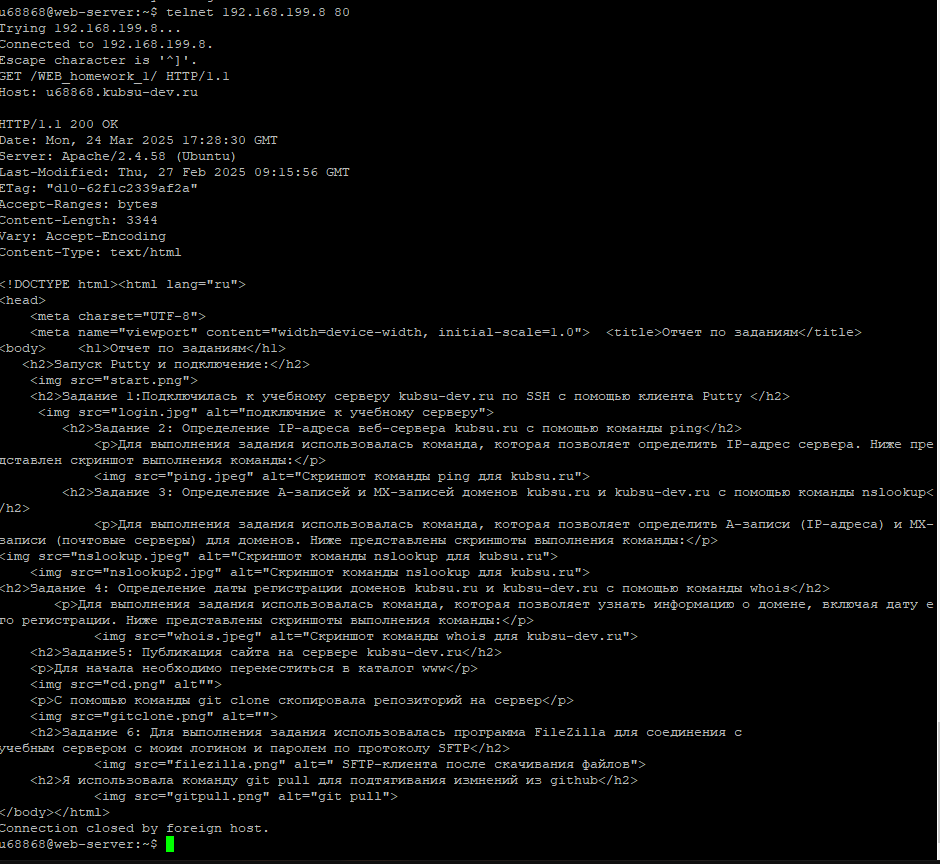 u68868@web-server:~$ telnet 192.168.199.8 80
Trying 192.168.199.8...
Connected to 192.168.199.8.
Escape character is '^]'.
GET /WEB_homework_1/ HTTP/1.1
Host: u68868.kubsu-dev.ru

HTTP/1.1 200 OK
Date: Mon, 24 Mar 2025 17:28:30 GMT
Server: Apache/2.4.58 (Ubuntu)
Last-Modified: Thu, 27 Feb 2025 09:15:56 GMT
ETag: "d10-62f1c2339af2a"
Accept-Ranges: bytes
Content-Length: 3344
Vary: Accept-Encoding
Content-Type: text/html

<!DOCTYPE html><html lang="ru">
<head>
    <meta charset="UTF-8">
    <meta name="viewport" content="width=device-width, initial-scale=1.0">  <title>Отчет по заданиям</title>
<body>    <h1>Отчет по заданиям</h1>
   <h2>Запуск Putty и подключение:</h2>
    <img src="start.png">
    <h2>Задание 1:Подключилась к учебному серверу kubsu-dev.ru по SSH с помощью клиента Putty </h2>
     <img src="login.jpg" alt="подключние к учебному серверу">
        <h2>Задание 2: Определение IP-адреса веб-сервера kubsu.ru с помощью команды ping</h2>
            <p>Для выполнения задания использовалась команда, которая позволяет определить IP-адрес сервера. Ниже пре
дставлен скриншот выполнения команды:</p>
            <img src="ping.jpeg" alt="Скриншот команды ping для kubsu.ru">
        <h2>Задание 3: Определение A-записей и MX-записей доменов kubsu.ru и kubsu-dev.ru с помощью команды nslookup<
/h2>
            <p>Для выполнения задания использовалась команда, которая позволяет определить A-записи (IP-адреса) и MX-
записи (почтовые серверы) для доменов. Ниже представлены скриншоты выполнения команды:</p>
<img src="nslookup.jpeg" alt="Скриншот команды nslookup для kubsu.ru">
    <img src="nslookup2.jpg" alt="Скриншот команды nslookup для kubsu.ru">
<h2>Задание 4: Определение даты регистрации доменов kubsu.ru и kubsu-dev.ru с помощью команды whois</h2>
       <p>Для выполнения задания использовалась команда, которая позволяет узнать информацию о домене, включая дату е
го регистрации. Ниже представлены скриншоты выполнения команды:</p>
            <img src="whois.jpeg" alt="Скриншот команды whois для kubsu-dev.ru">
    <h2>Задание5: Публикация сайта на сервере kubsu-dev.ru</h2>
    <p>Для начала необходимо переместиться в каталог www</p>
    <img src="cd.png" alt"">
    <p>С помощью команды git clone скопировала репозиторий на сервер</p>
    <img src="gitclone.png" alt="">
    <h2>Задание 6: Для выполнения задания использовалась программа FileZilla для соединения с
учебным сервером с моим логином и паролем по протоколу SFTP</h2>
            <img src="filezilla.png" alt=" SFTP-клиента после скачивания файлов">
    <h2>Я использовала команду git pull для подтягивания измнений из github</h2>
            <img src="gitpull.png" alt="git pull">
</body></html>
Connection closed by foreign host.
u68868@web-server:~$